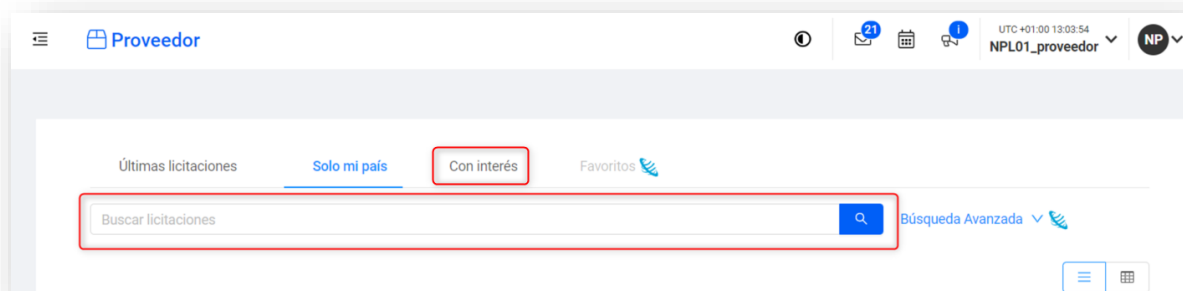 Proveedor
21
i
UTC +01:00 13:03:54
NPL01_proveedor
NP
Últimas licitaciones
Solo mi país
Con interés
Favoritos
Buscar licitaciones
Búsqueda Avanzada